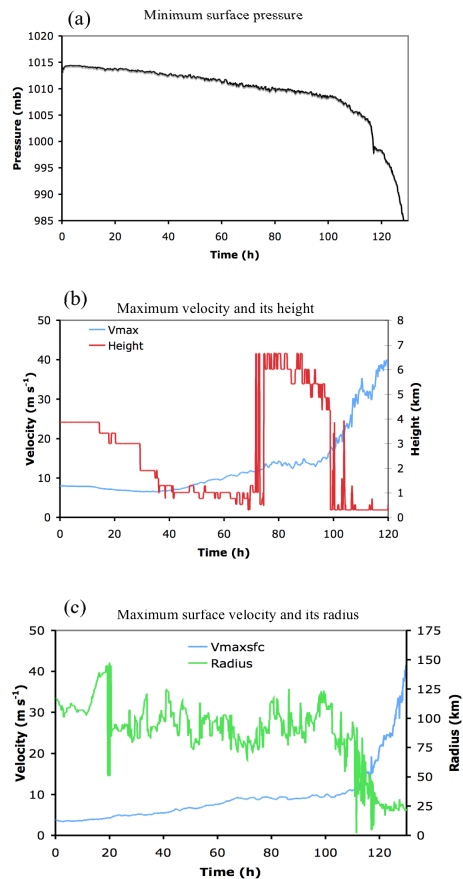 (a)
Minimum surface pressure
1020
1015
1010
1005
1000
995
990
985
Pressure (mb)
0 20 40 60 80 100 120
Time (h)
(b)
Maximum velocity and its height
50
40
30
20
10
0
Velocity (m s⁻¹)
Vmax
Height
8
7
6
5
4
3
2
1
0
Height (km)
0 20 40 60 80 100 120
Time (h)
(c)
Maximum surface velocity and its radius
50
40
30
20
10
0
Velocity (m s⁻¹)
Vmaxsfc
Radius
175
150
125
100
75
50
25
0
Radius (km)
0 20 40 60 80 100 120
Time (h)